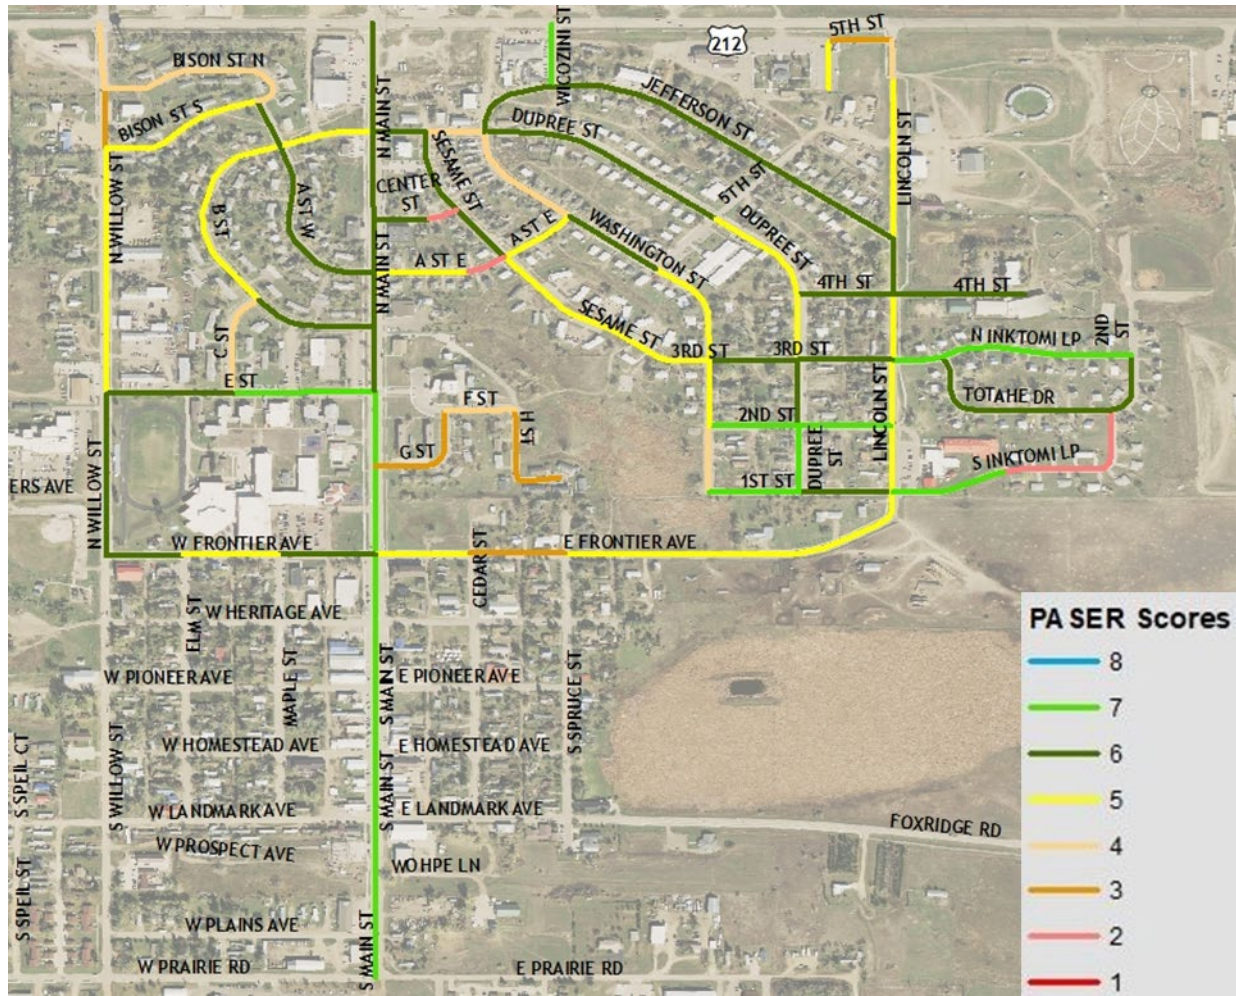 5TH ST
212
WICOZINI ST
BISON ST N
JEFFERSON ST
N MAIN ST
DUPREE ST
BISON ST S
SESAME ST
LINCOLN ST
CENTER
ST
A ST W
5TH ST
N WILLOW ST
B ST
A ST E
WASHINGTON ST
DUPREE ST
N MAIN ST
A ST E
4TH ST
4TH ST
SESAME ST
C ST
3RD ST
3RD ST
N INKTOMI LP
2ND
ST
E ST
TOTAHE DR
F ST
LINCOLN ST
2ND ST
H ST
G ST
DUPREE
ST
S INKTOMI LP
1ST ST
ERS AVE
N WILLOW ST
W FRONTIER AVE
E FRONTIER AVE
CEDAR ST
W HERITAGE AVE
ELM ST
W PIONEER AVE
MAPLE ST
S MAIN ST
E PIONEER AVE
S SPRUCE ST
W HOMESTEAD AVE
E HOMESTEAD AVE
S SPEIL CT
S WILLOW ST
W LANDMARK AVE
S MAIN ST
E LANDMARK AVE
FOXRIDGE RD
W PROSPECT AVE
WOHPE LN
S SPEIL ST
W PLAINS AVE
S MAIN ST
W PRAIRIE RD
E PRAIRIE RD
PASER Scores
8
7
6
5
4
3
2
1